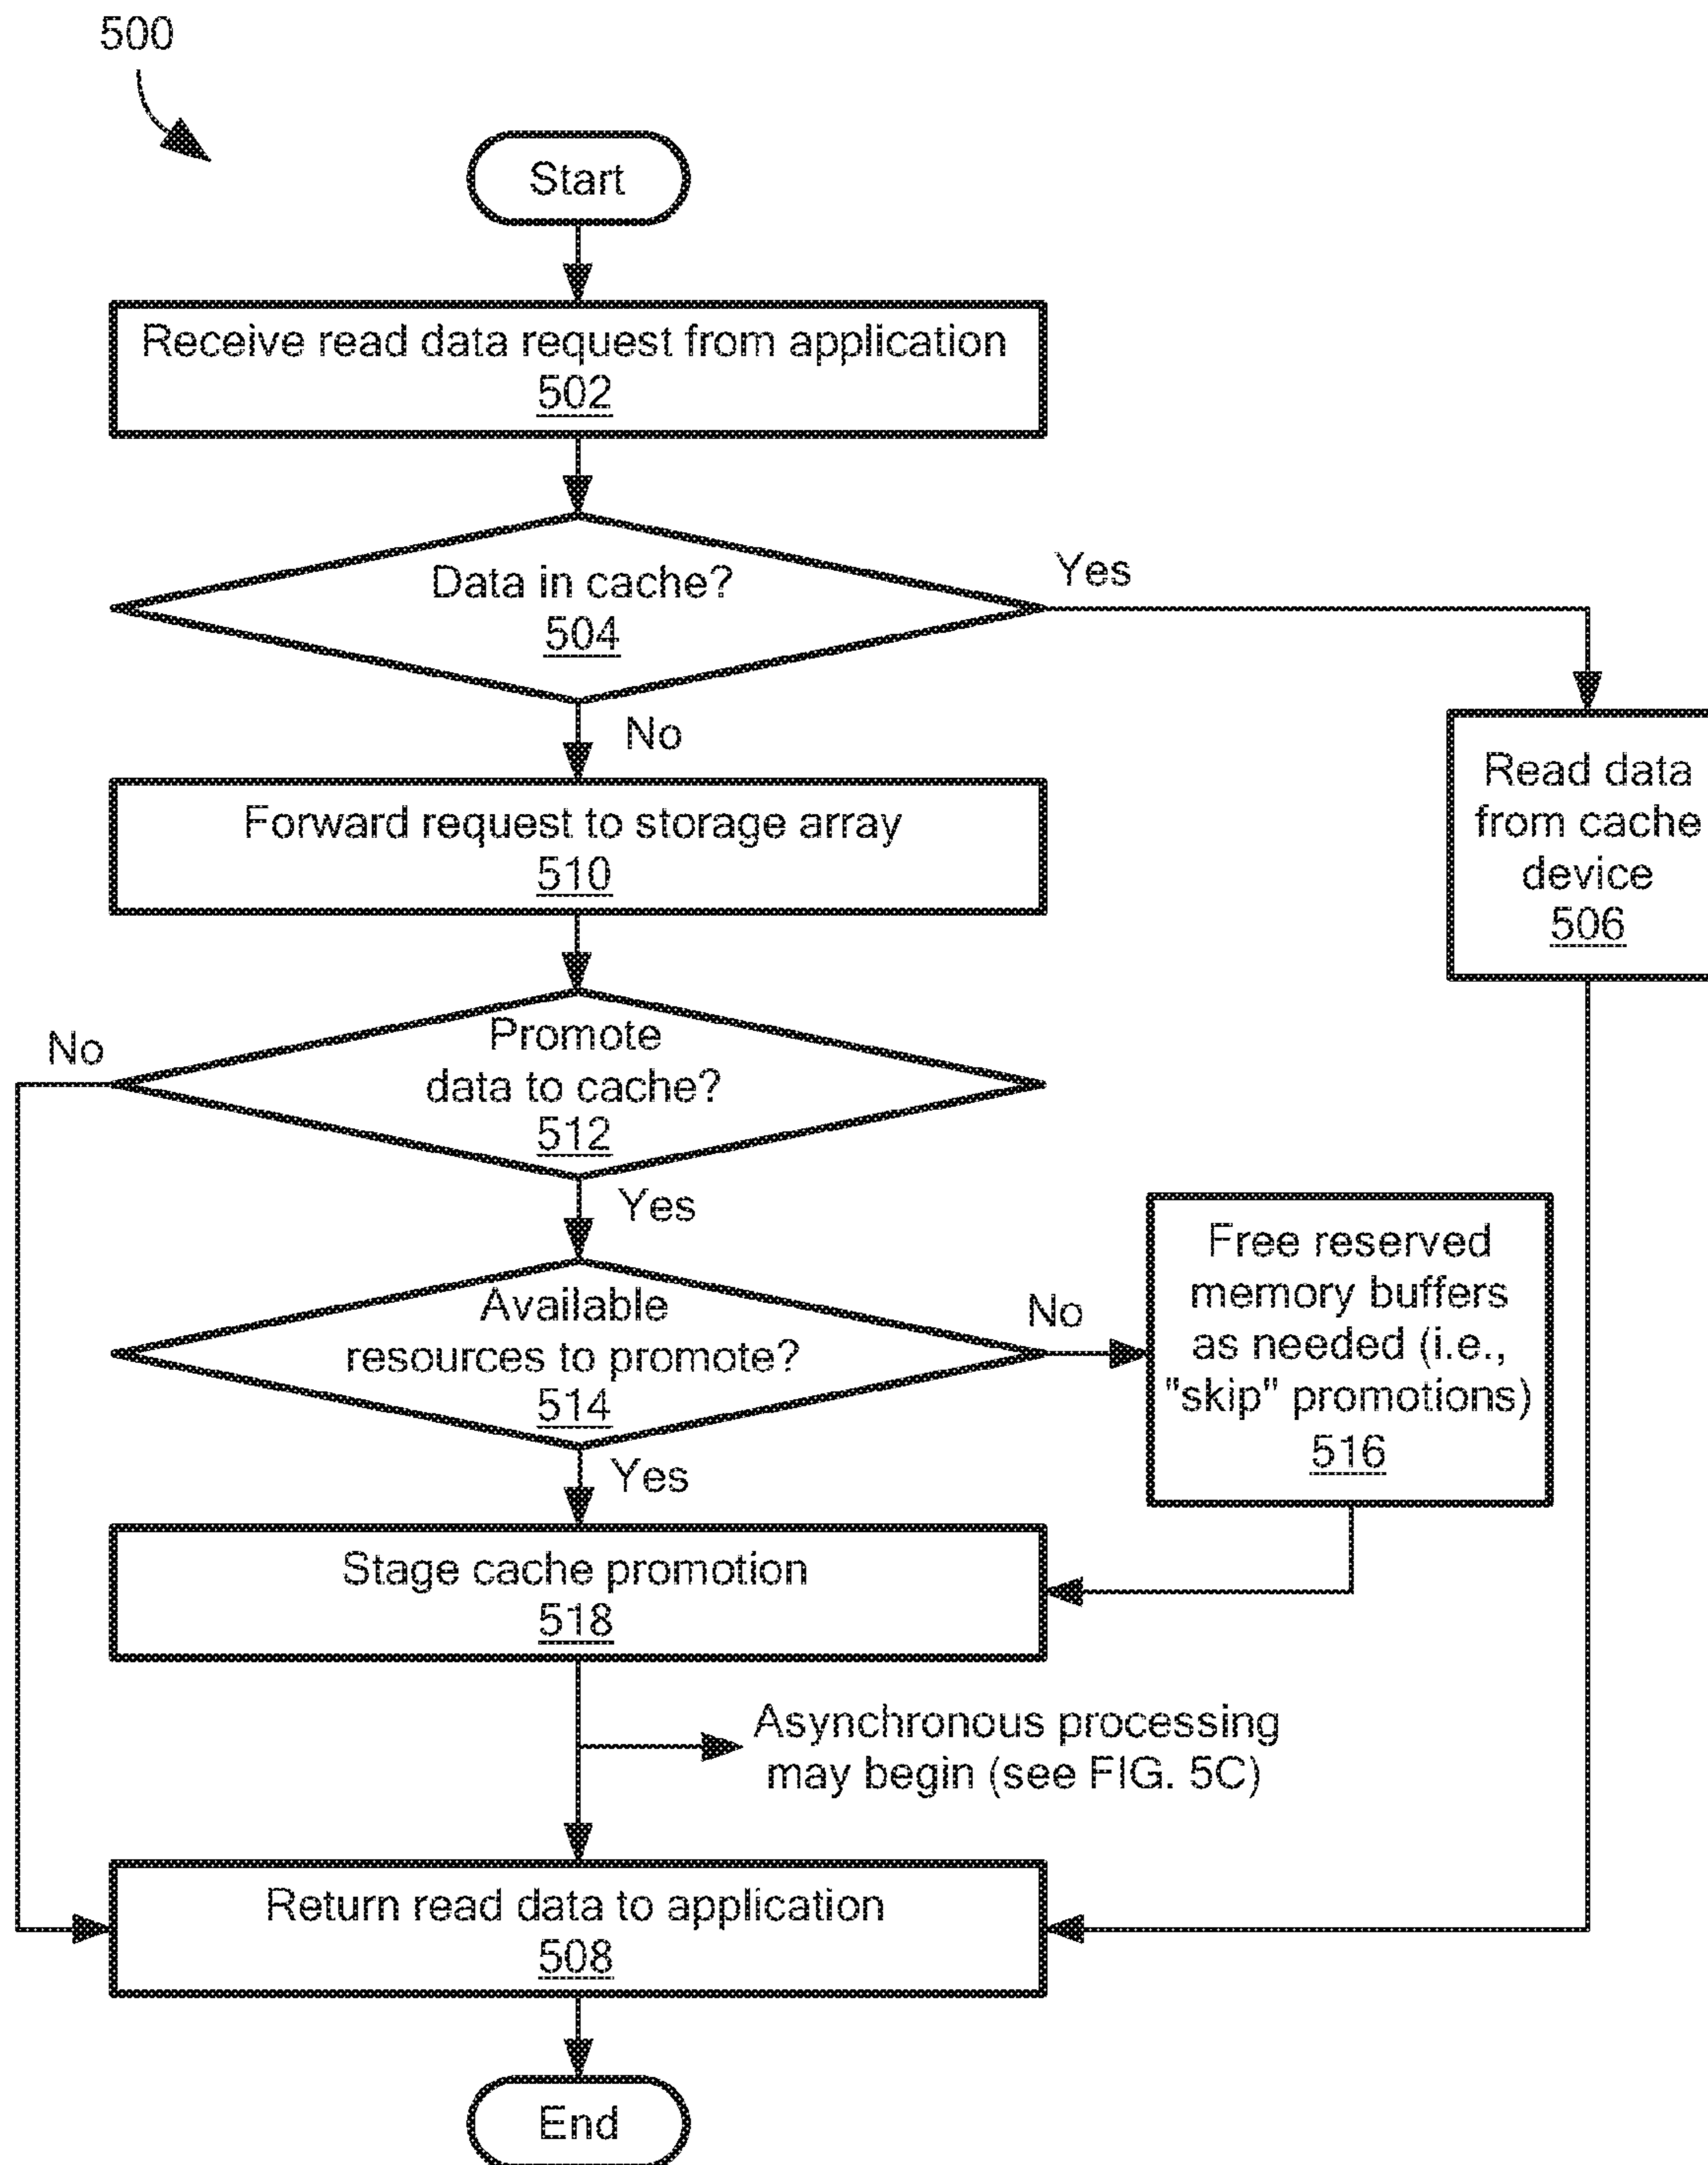 500
Start
Receive read data request from application
502
Data in cache?
504
Yes
No
Forward request to storage array
510
Read data
from cache
device
506
Promote
data to cache?
512
No
Yes
Available
resources to promote?
514
No
Free reserved
memory buffers
as needed (i.e.,
"skip" promotions)
516
Yes
Stage cache promotion
518
Asynchronous processing
may begin (see FIG. 5C)
Return read data to application
508
End